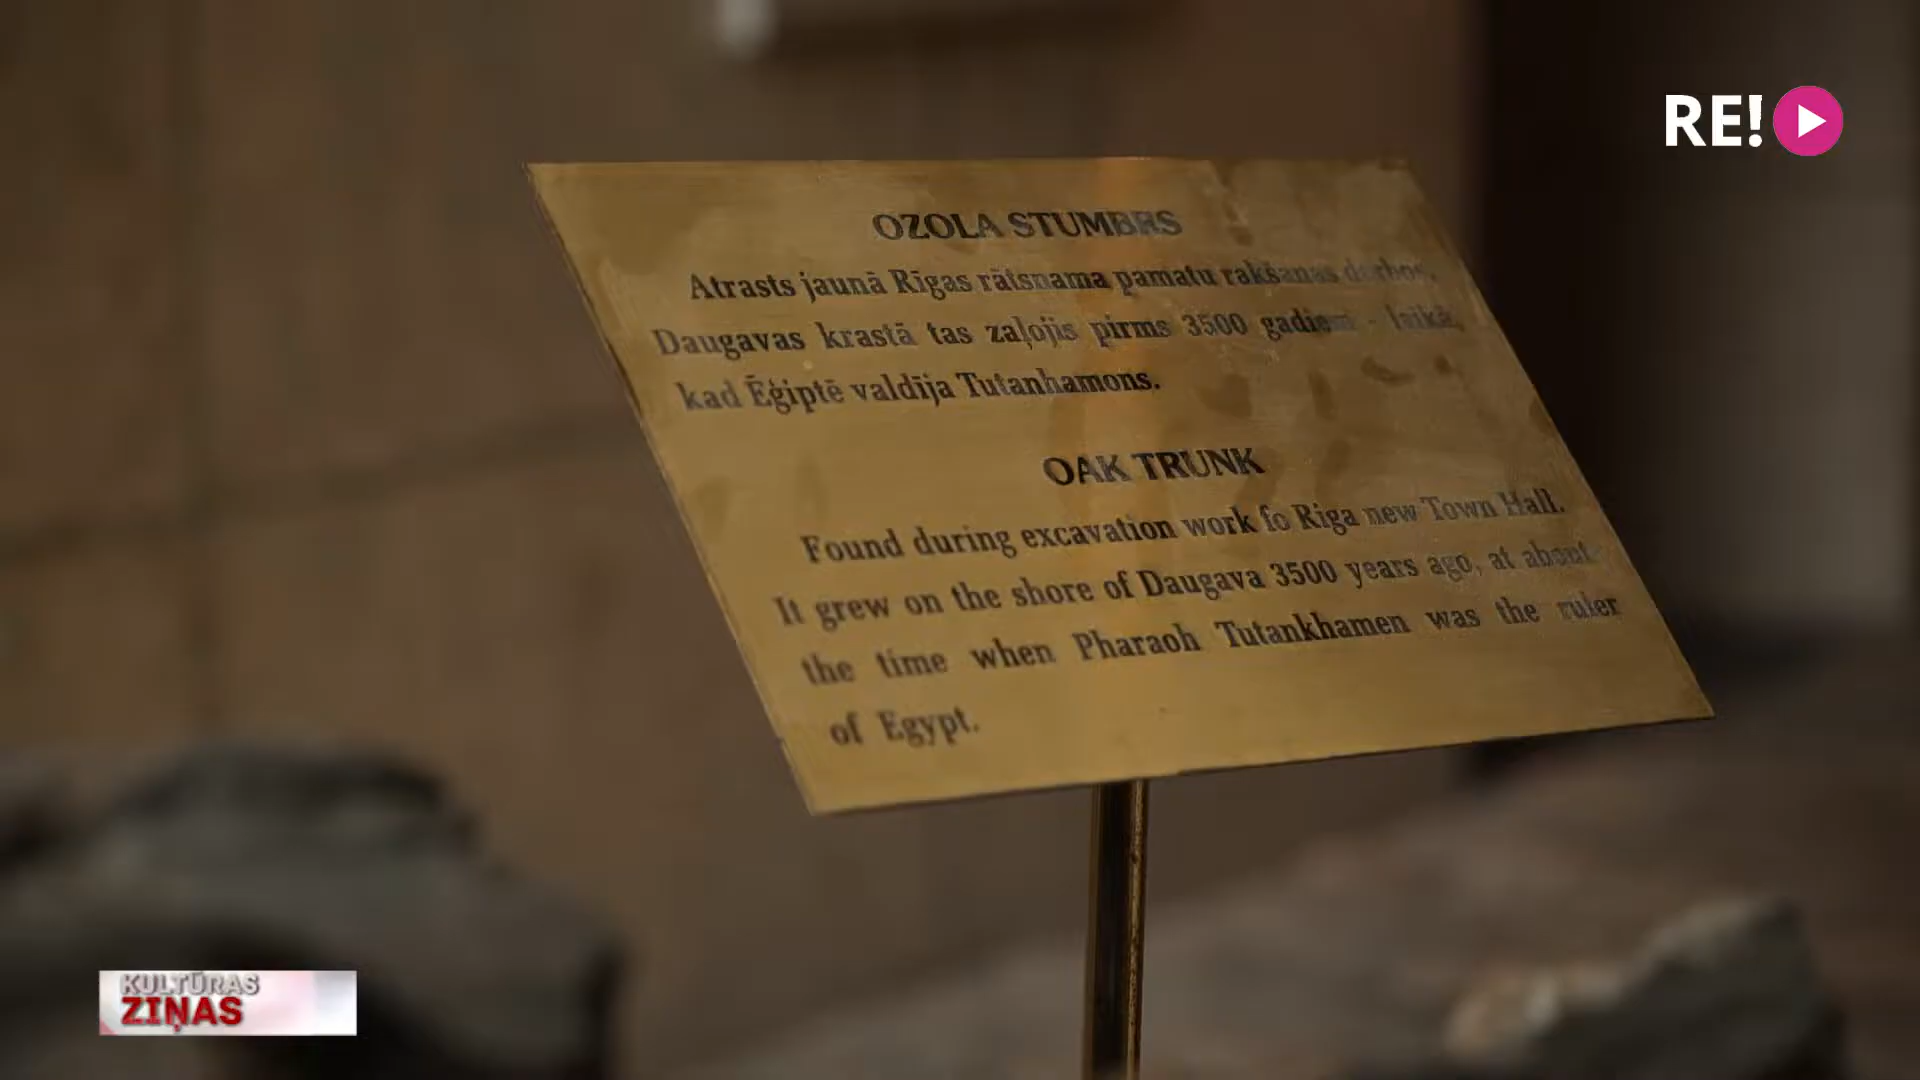 RE!
OZOLA STUMBRS
Atrasts jaunā Rīgas rātsnama pamatu rakšanas darbos.
Daugavas krastā tas zaļojis pirms 3500 gadiem - laikā,
kad Ēģiptē valdīja Tutanhamons.
OAK TRUNK
Found during excavation work fo Riga new Town Hall.
It grew on the shore of Daugava 3500 years ago, at about
the time when Pharaoh Tutankhamen was the ruler
of Egypt.
KULTŪRAS
ZIŅAS